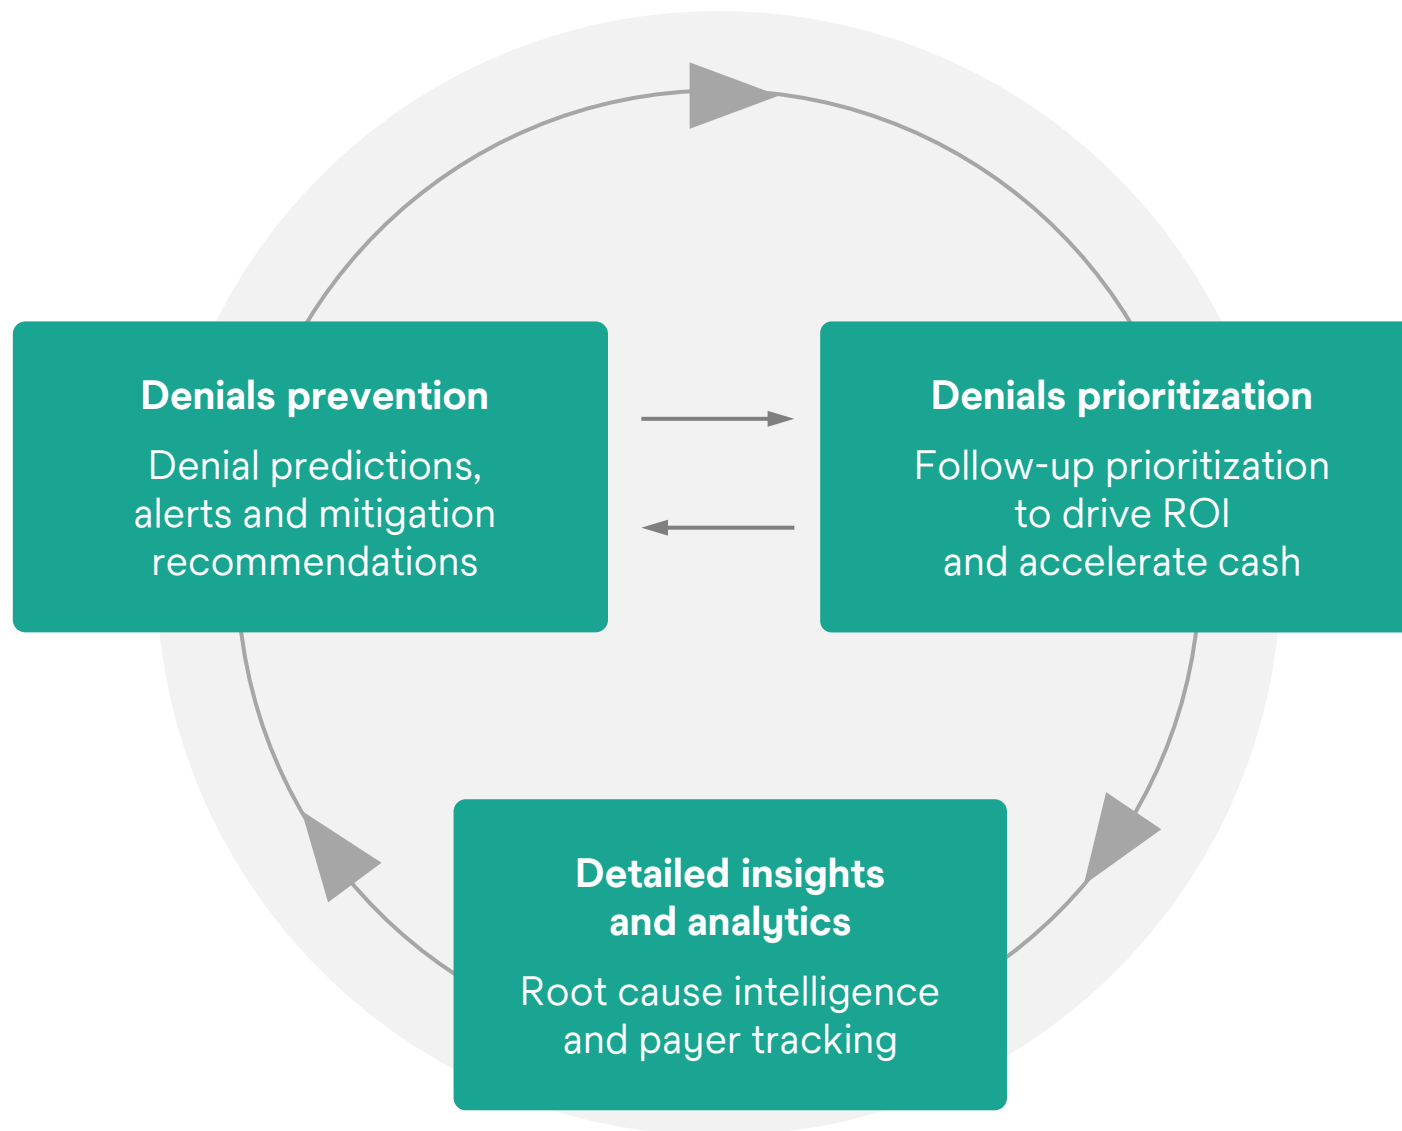 Denials prevention
Denial predictions,
alerts and mitigation
recommendations
Denials prioritization
Follow-up prioritization
to drive ROI
and accelerate cash
Detailed insights
and analytics
Root cause intelligence
and payer tracking